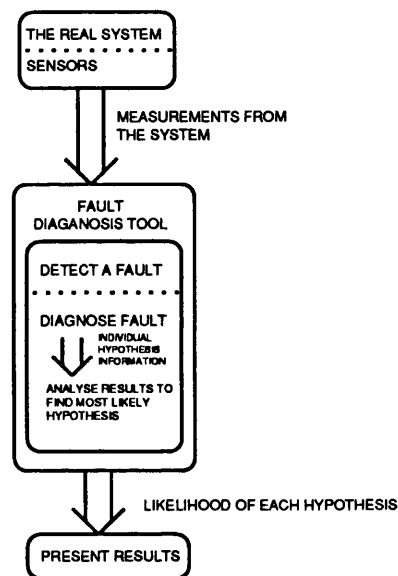 THE REAL SYSTEM
SENSORS
MEASUREMENTS FROM
THE SYSTEM
FAULT
DIAGANOSIS TOOL
DETECT A FAULT
DIAGNOSE FAULT
INDIVIDUAL
HYPOTHESIS
INFORMATION
ANALYSE RESULTS TO
FIND MOST LIKELY
HYPOTHESIS
LIKELIHOOD OF EACH HYPOTHESIS
PRESENT RESULTS